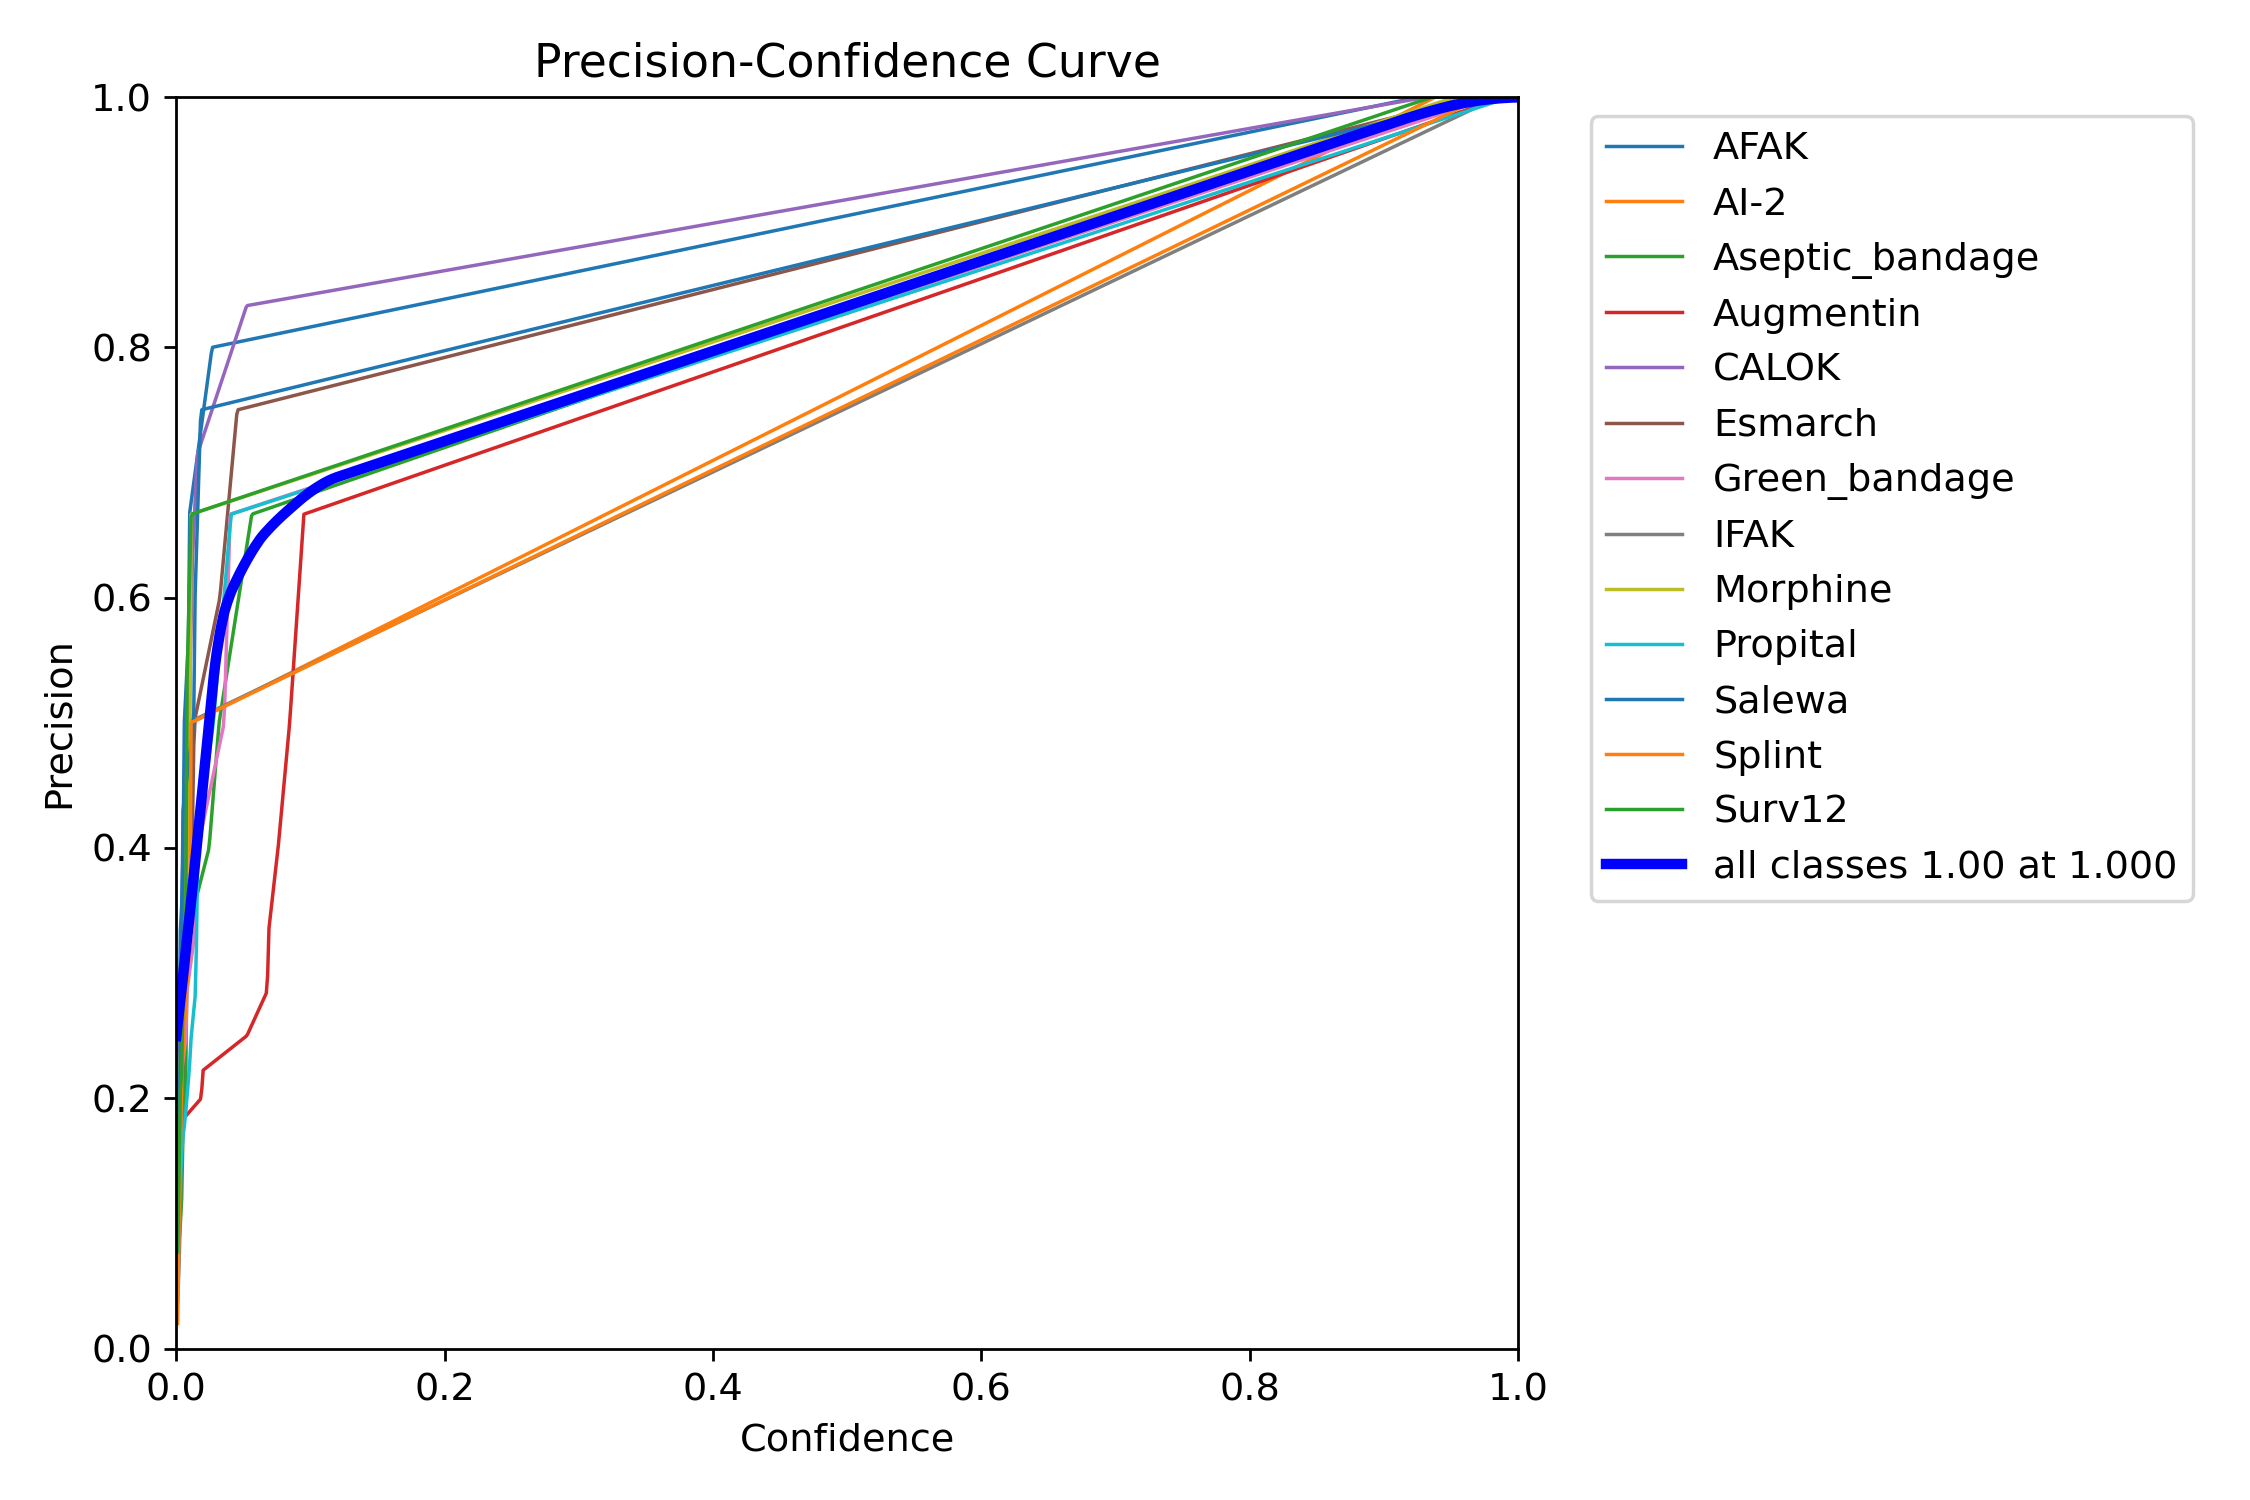 Precision-Confidence Curve
1.0
0.8
0.6
0.4
0.2
0.0
Precision
0.0 0.2 0.4 0.6 0.8 1.0
Confidence
AFAK
AI-2
Aseptic_bandage
Augmentin
CALOK
Esmarch
Green_bandage
IFAK
Morphine
Propital
Salewa
Splint
Surv12
all classes 1.00 at 1.000